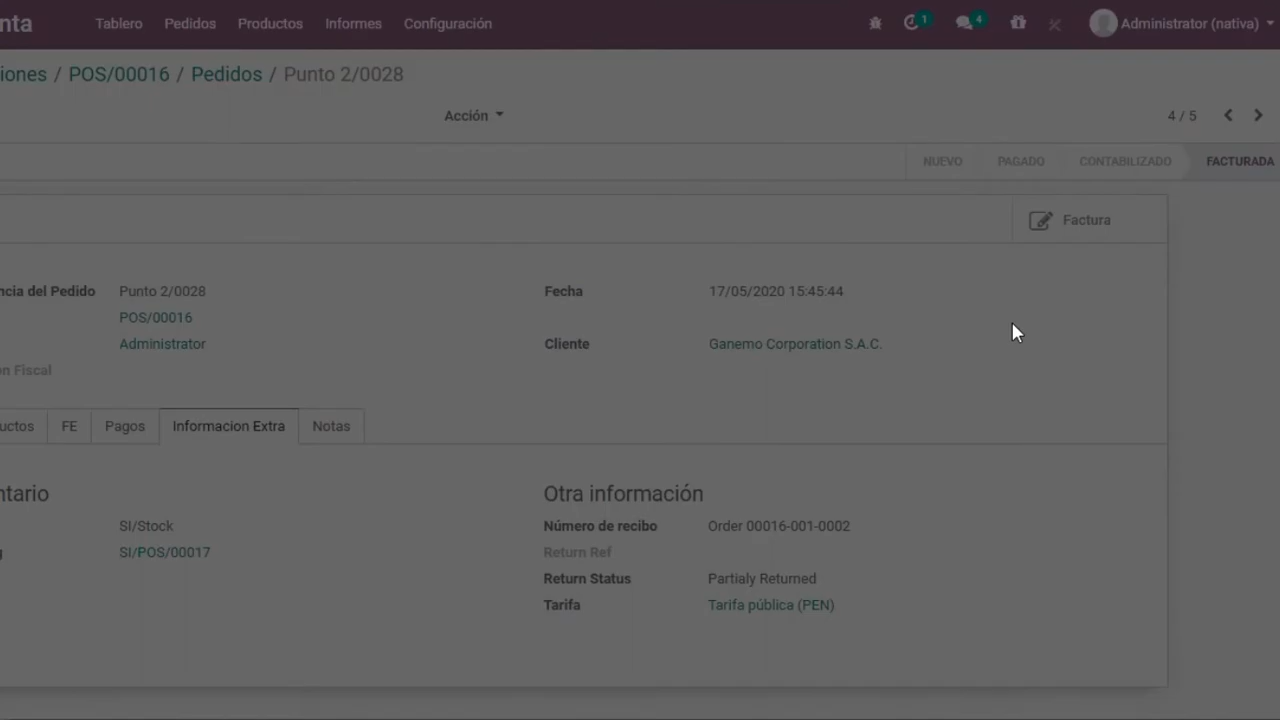 nta Tablero Pedidos Productos Informes Configuración 1 4 Administrator (nativa)
iones / POS/00016 / Pedidos / Punto 2/0028
Acción 4 / 5
NUEVO PAGADO CONTABILIZADO FACTURADA
Factura
ncia del Pedido Punto 2/0028 Fecha 17/05/2020 15:45:44
POS/00016
Administrator Cliente Ganemo Corporation S.A.C.
on Fiscal
uctos FE Pagos Informacion Extra Notas
ntario Otra información
SI/Stock Número de recibo Order 00016-001-0002
g SI/POS/00017 Return Ref
Return Status Partialy Returned
Tarifa Tarifa pública (PEN)